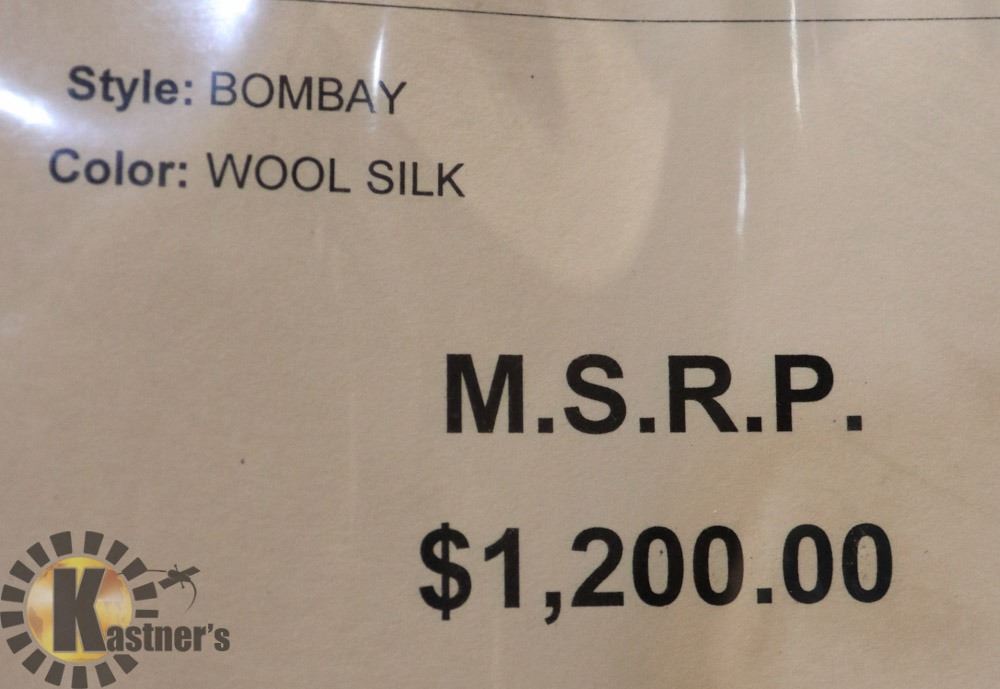 Style: BOMBAY
Color: WOOL SILK
M.S.R.P.
$1,200.00
Kastner's